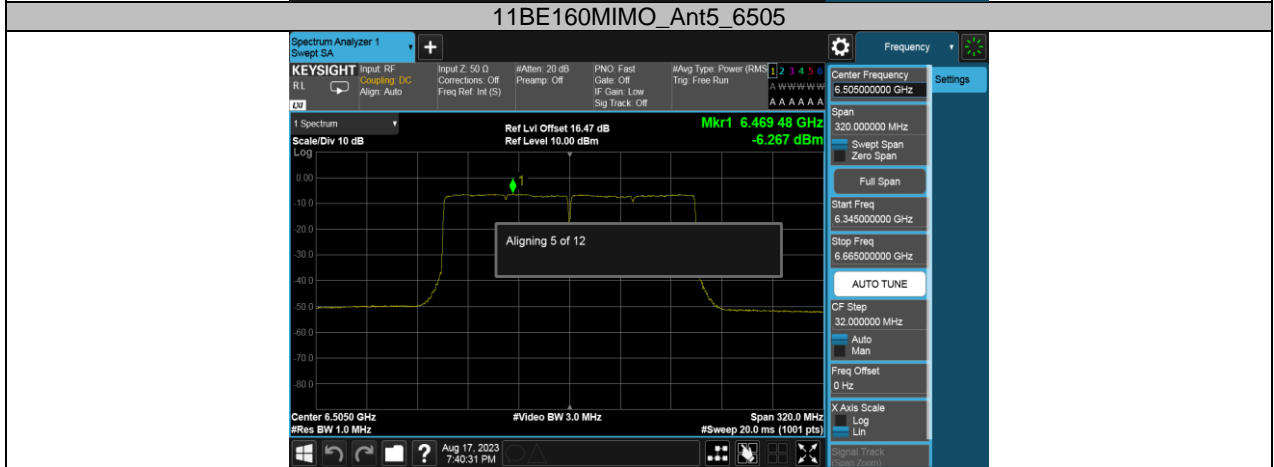 11BE160MIMO_Ant5_6505
Spectrum Analyzer 1
Swept SA
Frequency
KEYSIGHT
RL
LXI
Input: RF
Coupling: DC
Align: Auto
Input Z: 50 Ω
Corrections: Off
Freq Ref: Int (S)
#Atten: 20 dB
Preamp: Off
PNO: Fast
Gate: Off
IF Gain: Low
Sig Track: Off
#Avg Type: Power (RMS
Trig: Free Run
1 2 3 4 5 6
A W W W W W
A A A A A A
1 Spectrum
Scale/Div 10 dB
Log
Ref Lvl Offset 16.47 dB
Ref Level 10.00 dBm
Mkr1 6.469 48 GHz
-6.267 dBm
0.00
-10.0
-20.0
-30.0
-40.0
-50.0
-60.0
-70.0
-80.0
1
Aligning 5 of 12
Center 6.5050 GHz
#Res BW 1.0 MHz
#Video BW 3.0 MHz
Span 320.0 MHz
#Sweep 20.0 ms (1001 pts)
Center Frequency
6.505000000 GHz
Settings
Span
320.000000 MHz
Swept Span
Zero Span
Full Span
Start Freq
6.345000000 GHz
Stop Freq
6.665000000 GHz
AUTO TUNE
CF Step
32.000000 MHz
Auto
Man
Freq Offset
0 Hz
X Axis Scale
Log
Lin
Signal Track
(Span Zoom)
?
Aug 17, 2023
7:40:31 PM